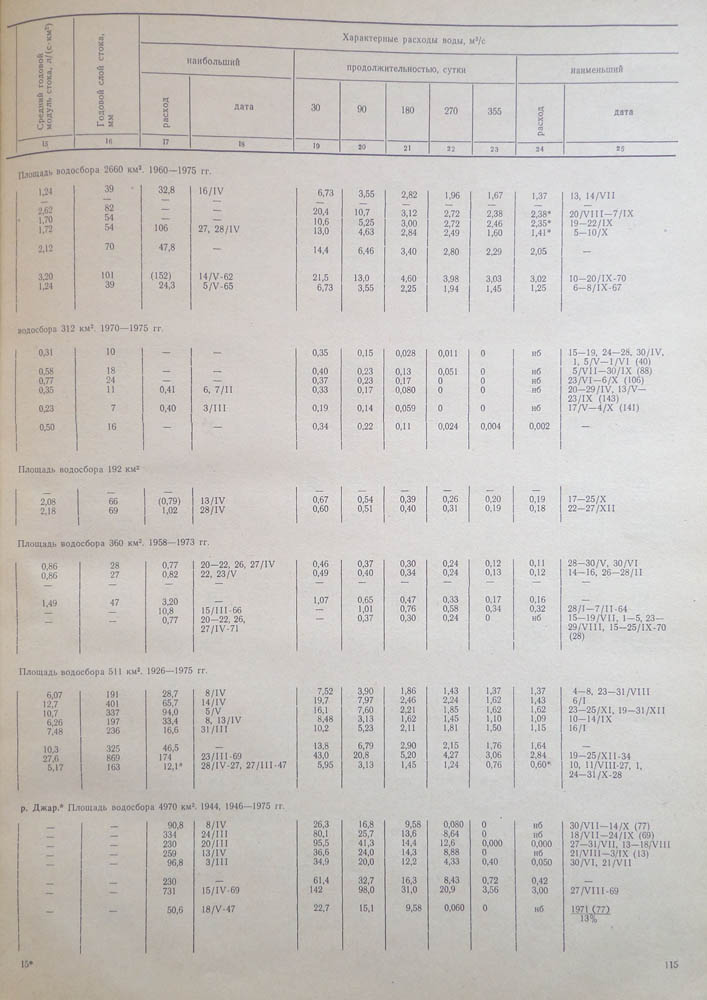 Средний годовой модуль стока, л/(с·км²)
Годовой слой стока, мм
Характерные расходы воды, м³/с
наибольший
продолжительностью, сутки
наименьший
расход дата 30 90 180 270 355 расход дата
15 16 17 18 19 20 21 22 23 24 25
Площадь водосбора 2660 км². 1960—1975 гг.
1,24 39 32,8 16/IV 6,73 3,55 2,82 1,96 1,67 1,37 13, 14/VII
— — — — — — — — — —
2,62 82 — — 20,4 10,7 3,12 2,72 2,38 2,38* 20/VIII—7/IX
1,70 54 — — 10,6 5,25 3,00 2,72 2,46 2,35* 19—22/IX
1,72 54 106 27, 28/IV 13,0 4,63 2,84 2,49 1,60 1,41* 5—10/X
2,12 70 47,8 — 14,4 6,46 3,40 2,80 2,29 2,05 —
3,20 101 (152) 14/V-62 21,5 13,0 4,60 3,98 3,03 3,02 10—20/IX-70
1,24 39 24,3 5/V-65 6,73 3,55 2,25 1,94 1,45 1,25 6—8/IX-67
водосбора 312 км². 1970—1975 гг.
0,31 10 — — 0,35 0,15 0,028 0,011 0 нб 15—19, 24—28, 30/IV,
1, 5/V—1/VI (40)
0,58 18 — — 0,40 0,23 0,13 0,051 0 нб 5/VII—30/IX (88)
0,77 24 — — 0,37 0,23 0,17 0 0 нб 23/VI—6/X (106)
0,35 11 0,41 6, 7/II 0,33 0,17 0,080 0 0 нб 20—29/IV, 13/V—
23/IX (143)
0,23 7 0,40 3/III 0,19 0,14 0,059 0 0 нб 17/V—4/X (141)
0,50 16 — — 0,34 0,22 0,11 0,024 0,004 0,002 —
Площадь водосбора 192 км²
— — — — — — — — — —
2,08 66 (0,79) 13/IV 0,67 0,54 0,39 0,26 0,20 0,19 17—25/X
2,18 69 1,02 28/IV 0,60 0,51 0,40 0,31 0,19 0,18 22—27/XII
Площадь водосбора 360 км². 1958—1973 гг.
0,86 28 0,77 20—22, 26, 27/IV 0,46 0,37 0,30 0,24 0,12 0,11 28—30/V, 30/VI
0,86 27 0,82 22, 23/V 0,49 0,40 0,34 0,24 0,13 0,12 14—16, 26—28/II
— — — — — — — — — — —
1,49 47 3,20 — 1,07 0,65 0,47 0,33 0,17 0,16 —
— — 10,8 15/III-66 — 1,01 0,76 0,58 0,34 0,32 28/I—7/II-64
— — 0,77 20—22, 26, — 0,37 0,30 0,24 0 нб 15—19/VII, 1—5, 23—
27/IV-71 29/VIII, 15—25/IX-70
(28)
Площадь водосбора 511 км². 1926—1975 гг.
6,07 191 28,7 8/IV 7,52 3,90 1,86 1,43 1,37 1,37 4—8, 23—31/VIII
12,7 401 65,7 14/IV 19,7 7,97 2,46 2,24 1,62 1,43 6/I
10,7 337 94,0 5/V 16,1 7,60 2,21 1,85 1,62 1,62 23—25/XI, 19—31/XII
6,26 197 33,4 8, 13/IV 8,48 3,13 1,62 1,45 1,10 1,09 10—14/IX
7,48 236 16,6 31/III 10,2 5,23 2,11 1,81 1,50 1,15 16/I
10,3 325 46,5 — 13,8 6,79 2,90 2,15 1,76 1,64 —
27,6 869 174 23/III-69 43,0 20,8 5,20 4,27 3,06 2,84 19—25/XII-34
5,17 163 12,1* 28/IV-27, 27/III-47 5,95 3,13 1,45 1,24 0,76 0,60* 10, 11/VIII-27, 1,
24—31/X-28
р. Джар.* Площадь водосбора 4970 км². 1944, 1946—1975 гг.
— — 90,8 8/IV 26,3 16,8 9,58 0,080 0 нб 30/VII—14/X (77)
— — 334 24/III 80,1 25,7 13,6 8,64 0 нб 18/VII—24/IX (69)
— — 230 20/III 95,5 41,3 14,4 12,6 0,000 0,000 27—31/VII, 13—18/VIII
— — 259 13/IV 36,6 24,0 14,3 8,88 0 нб 21/VIII—3/IX (13)
— — 96,8 3/III 34,9 20,0 12,2 4,33 0,40 0,050 30/VI, 21/VII
— — 230 — 61,4 32,7 16,3 8,43 0,72 0,42 —
— — 731 15/IV-69 142 98,0 31,0 20,9 3,56 3,00 27/VIII-69
— — 50,6 18/V-47 22,7 15,1 9,58 0,060 0 нб 1971 (77)
13%
15* 115